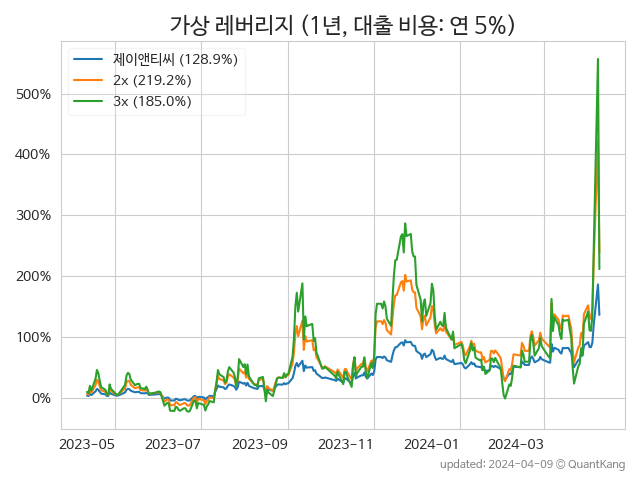 가상 레버리지 (1년, 대출 비용: 연 5%)
제이앤티씨 (128.9%)
2x (219.2%)
3x (185.0%)
500%
400%
300%
200%
100%
0%
2023-05 2023-07 2023-09 2023-11 2024-01 2024-03
updated: 2024-04-09 © QuantKang